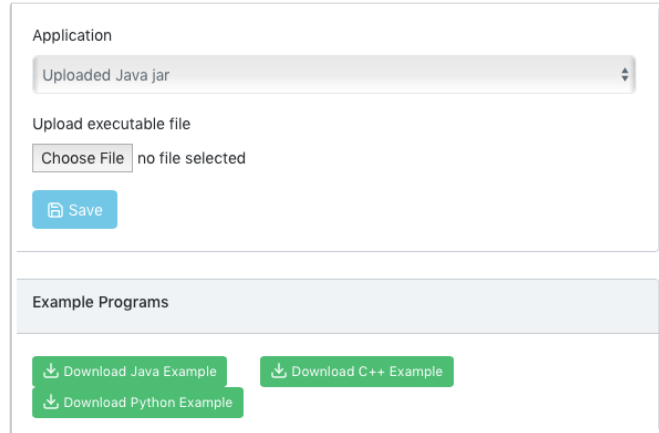 Application
Uploaded Java jar
Upload executable file
Choose File no file selected
Save
Example Programs
Download Java Example
Download C++ Example
Download Python Example